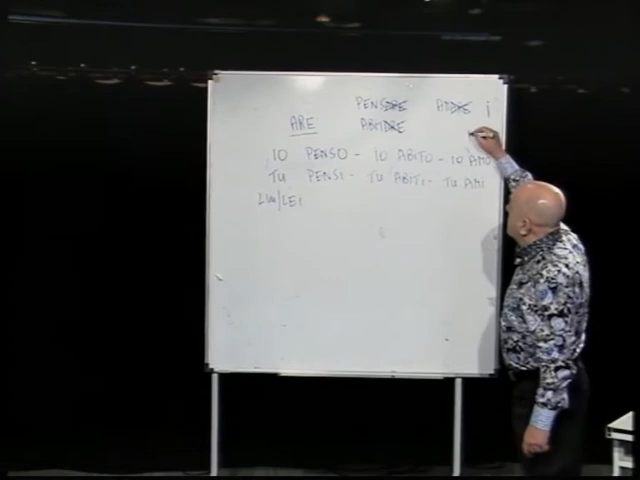 PENSARE AMARE i
ARE ABITARE
IO PENSO - IO ABITO - IO AMO
TU PENSI - TU ABITI - TU AMI
LUI/LEI